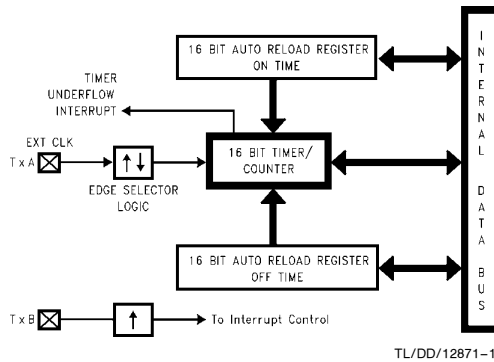 16 BIT AUTO RELOAD REGISTER
ON TIME
TIMER
UNDERFLOW
INTERRUPT
EXT CLK
TxA
↑↓
EDGE SELECTOR
LOGIC
16 BIT TIMER/
COUNTER
16 BIT AUTO RELOAD REGISTER
OFF TIME
TxB
↑
To Interrupt Control
INTERNAL DATA BUS
TL/DD/12871–1